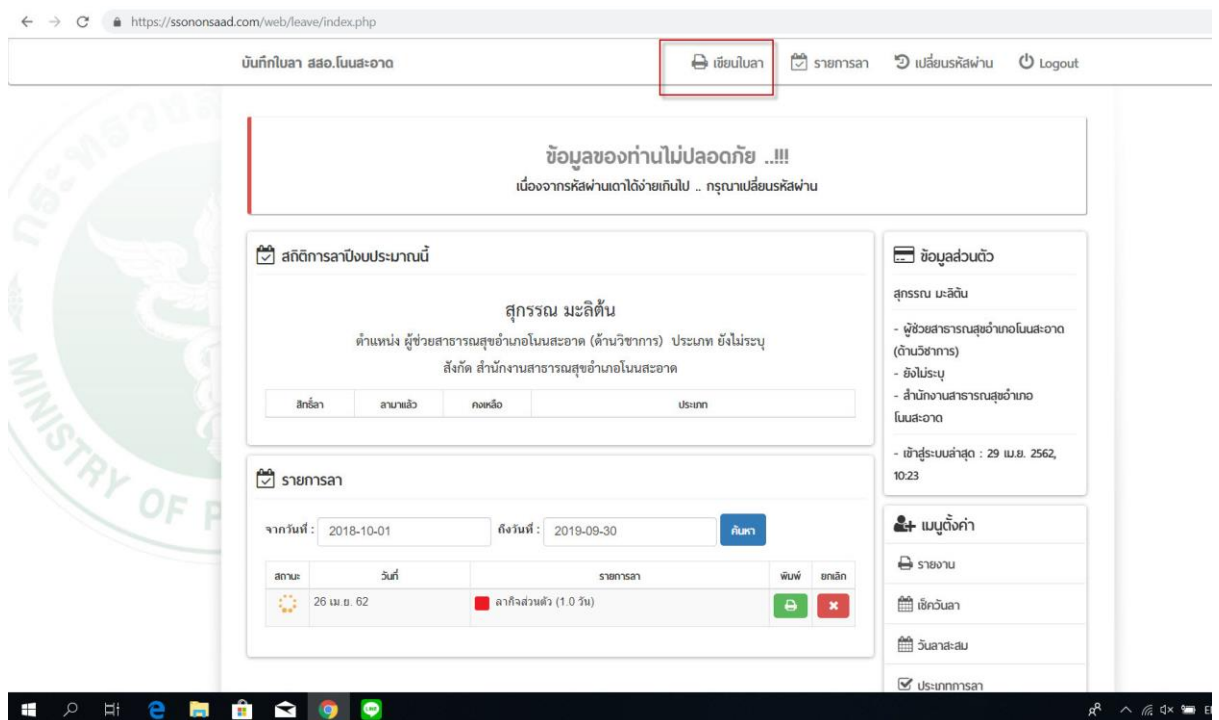 https://ssononsaad.com/web/leave/index.php
บันทึกใบลา สสอ.โนนสะอาด
เขียนใบลา
รายการลา
เปลี่ยนรหัสผ่าน
Logout
ข้อมูลของท่านไม่ปลอดภัย ..!!!
เนื่องจากรหัสผ่านเดาได้ง่ายเกินไป .. กรุณาเปลี่ยนรหัสผ่าน
สถิติการลาปีงบประมาณนี้
สุกรรณ มะลิต้น
ตำแหน่ง ผู้ช่วยสาธารณสุขอำเภอโนนสะอาด (ด้านวิชาการ) ประเภท ยังไม่ระบุ
สังกัด สำนักงานสาธารณสุขอำเภอโนนสะอาด
สิทธิ์ลา ลามาแล้ว คงเหลือ ประเภท
รายการลา
จากวันที่ : 2018-10-01 ถึงวันที่ : 2019-09-30 ค้นหา
สถานะ วันที่ รายการลา พิมพ์ ยกเลิก
26 เม.ย. 62 ลากิจส่วนตัว (1.0 วัน)
ข้อมูลส่วนตัว
สุกรรณ มะลิต้น
- ผู้ช่วยสาธารณสุขอำเภอโนนสะอาด
(ด้านวิชาการ)
- ยังไม่ระบุ
- สำนักงานสาธารณสุขอำเภอ
โนนสะอาด
- เข้าสู่ระบบล่าสุด : 29 เม.ย. 2562,
10:23
เมนูตั้งค่า
รายงาน
เช็ควันลา
วันลาสะสม
ประเภทการลา
กระทรวงส
MINISTRY OF P